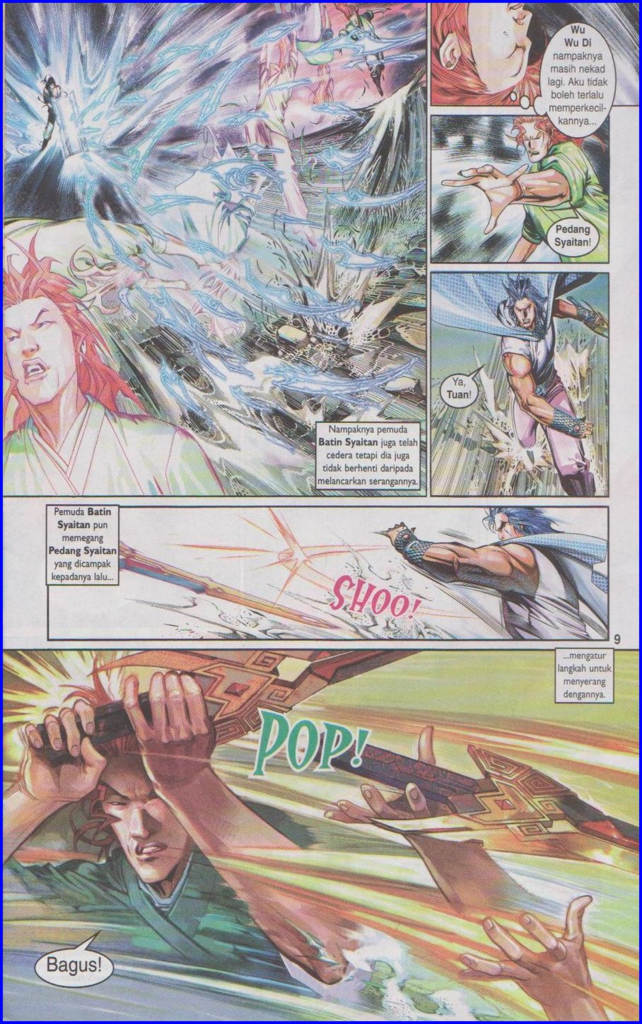 Nampaknya pemuda
Batin Syaitan juga telah
cedera tetapi dia juga
tidak berhenti daripada
melancarkan serangannya.
Wu
Wu Di
nampaknya
masih nekad
lagi. Aku tidak
boleh terlalu
memperkecil-
kannya...
Pedang
Syaitan!
Ya,
Tuan!
Pemuda Batin
Syaitan pun
memegang
Pedang Syaitan
yang dicampak
kepadanya lalu...
SHOO!
9
...mengatur
langkah untuk
menyerang
dengannya.
POP!
Bagus!